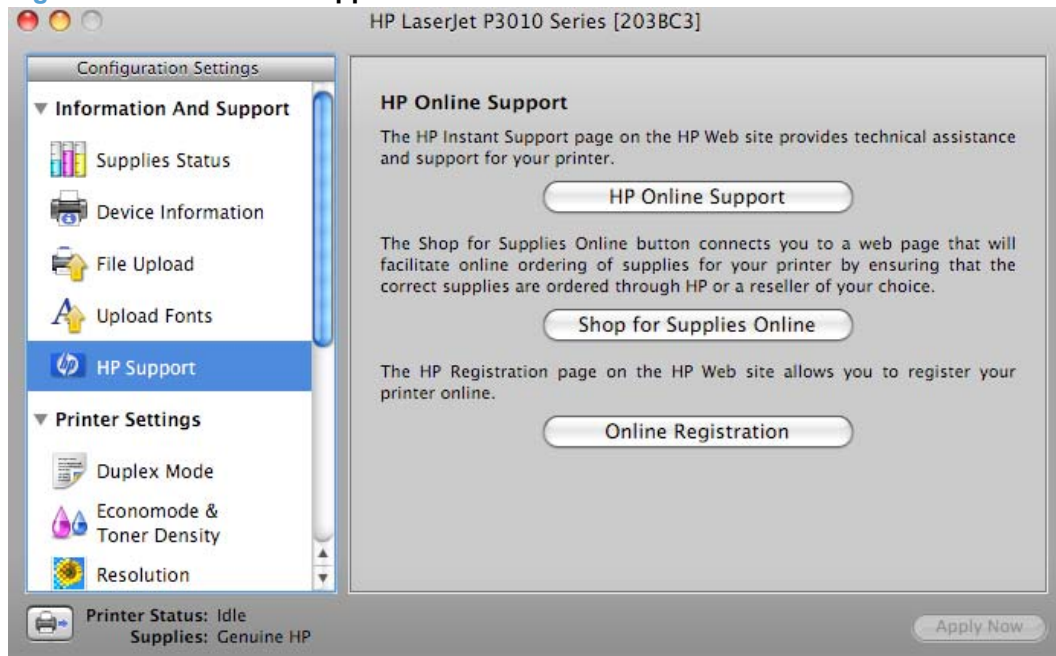 HP LaserJet P3010 Series [203BC3]
Configuration Settings
Information And Support
Supplies Status
Device Information
File Upload
Upload Fonts
HP Support
Printer Settings
Duplex Mode
Economode &
Toner Density
Resolution
HP Online Support
The HP Instant Support page on the HP Web site provides technical assistance
and support for your printer.
HP Online Support
The Shop for Supplies Online button connects you to a web page that will
facilitate online ordering of supplies for your printer by ensuring that the
correct supplies are ordered through HP or a reseller of your choice.
Shop for Supplies Online
The HP Registration page on the HP Web site allows you to register your
printer online.
Online Registration
Printer Status: Idle
Supplies: Genuine HP
Apply Now